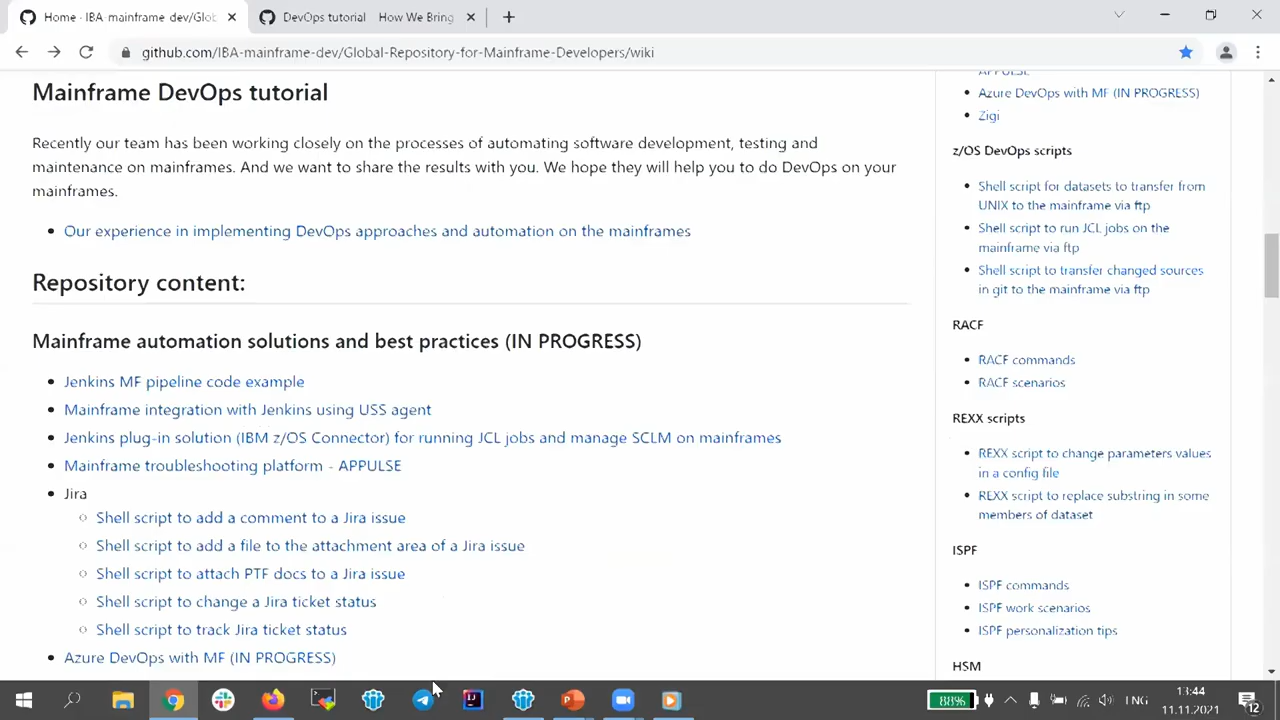 Home · IBA-mainframe-dev/Glob
DevOps tutorial How We Bring
github.com/IBA-mainframe-dev/Global-Repository-for-Mainframe-Developers/wiki
Mainframe DevOps tutorial
Recently our team has been working closely on the processes of automating software development, testing and
maintenance on mainframes. And we want to share the results with you. We hope they will help you to do DevOps on your
mainframes.
Our experience in implementing DevOps approaches and automation on the mainframes
Repository content:
Mainframe automation solutions and best practices (IN PROGRESS)
Jenkins MF pipeline code example
Mainframe integration with Jenkins using USS agent
Jenkins plug-in solution (IBM z/OS Connector) for running JCL jobs and manage SCLM on mainframes
Mainframe troubleshooting platform - APPULSE
Jira
Shell script to add a comment to a Jira issue
Shell script to add a file to the attachment area of a Jira issue
Shell script to attach PTF docs to a Jira issue
Shell script to change a Jira ticket status
Shell script to track Jira ticket status
Azure DevOps with MF (IN PROGRESS)
APPULSE
Azure DevOps with MF (IN PROGRESS)
Zigi
z/OS DevOps scripts
Shell script for datasets to transfer from
UNIX to the mainframe via ftp
Shell script to run JCL jobs on the
mainframe via ftp
Shell script to transfer changed sources
in git to the mainframe via ftp
RACF
RACF commands
RACF scenarios
REXX scripts
REXX script to change parameters values
in a config file
REXX script to replace substring in some
members of dataset
ISPF
ISPF commands
ISPF work scenarios
ISPF personalization tips
HSM
88%
ENG
13:44
11.11.2021
12